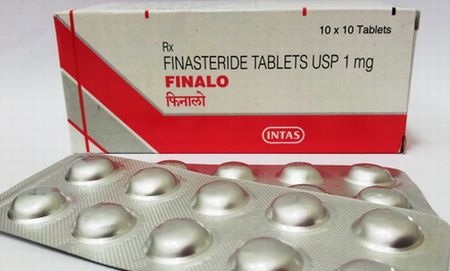 10 x 10 Tablets
Rx
FINASTERIDE TABLETS USP 1 mg
FINALO
फिनालो
INTAS